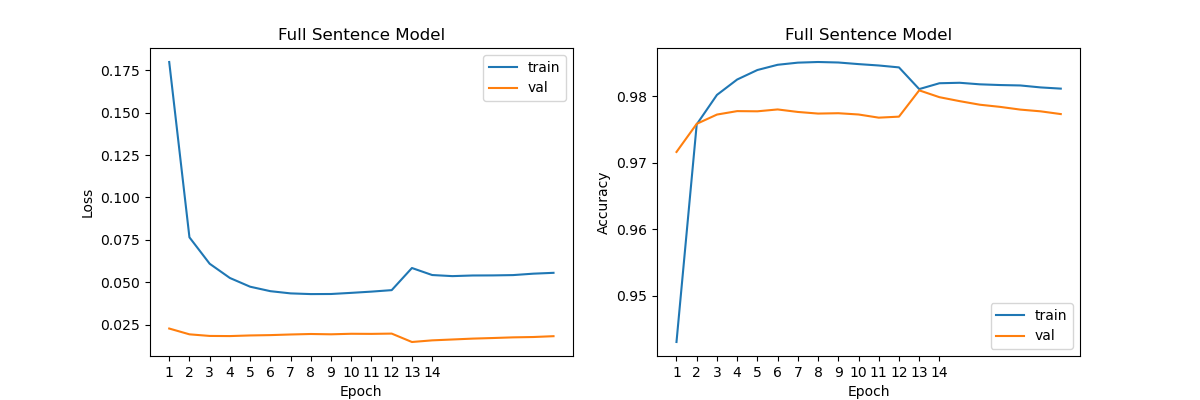 Full Sentence Model
0.175
0.150
0.125
0.100
0.075
0.050
0.025
Loss
train
val
1 2 3 4 5 6 7 8 9 10 11 12 13 14
Epoch
Full Sentence Model
0.98
0.97
0.96
0.95
Accuracy
train
val
1 2 3 4 5 6 7 8 9 10 11 12 13 14
Epoch